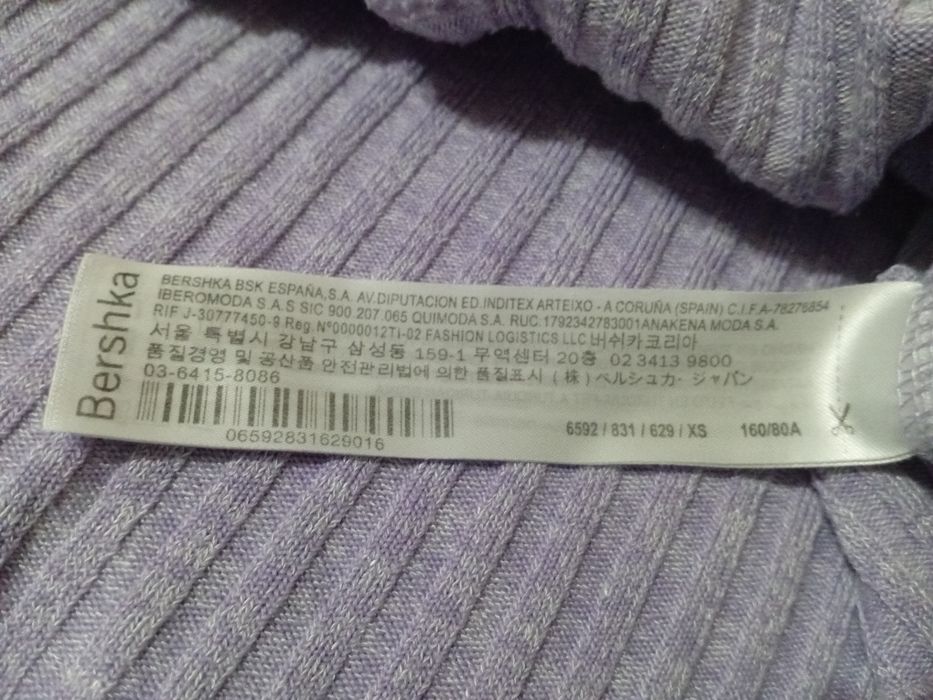 Bershka
BERSHKA BSK ESPAÑA,S.A. AV.DIPUTACION ED.INDITEX ARTEIXO - A CORUÑA (SPAIN) C.I.F.A-78276854
IBEROMODA S.A.S SIC 900.207.065 QUIMODA S.A. RUC.1792342783001ANAKENA MODA S.A.
RIF J-30777450-9 Reg.Nº0000012Ti-02 FASHION LOGISTICS LLC 버쉬카코리아
서울 특별시 강남구 삼성동 159-1 무역센터 20층 02 3413 9800
품질경영 및 공산품 안전관리법에 의한 품질표시 (株) ベルシュカ· ジャパン
03-6415-8086
06592831629016
6592 / 831 / 629 / XS 160/80A